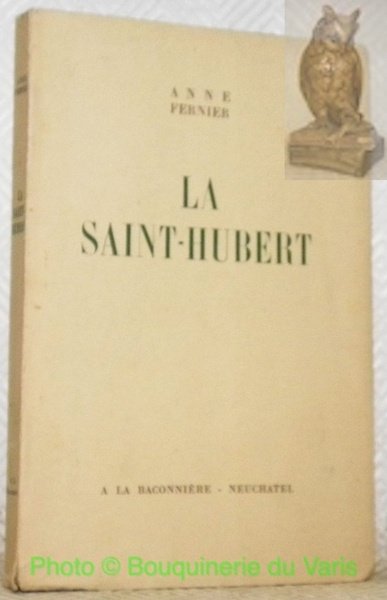 ANNE
FERNIER
LA
SAINT-HUBERT
A LA BACONNIÈRE - NEUCHATEL
Photo © Bouquinerie du Varis